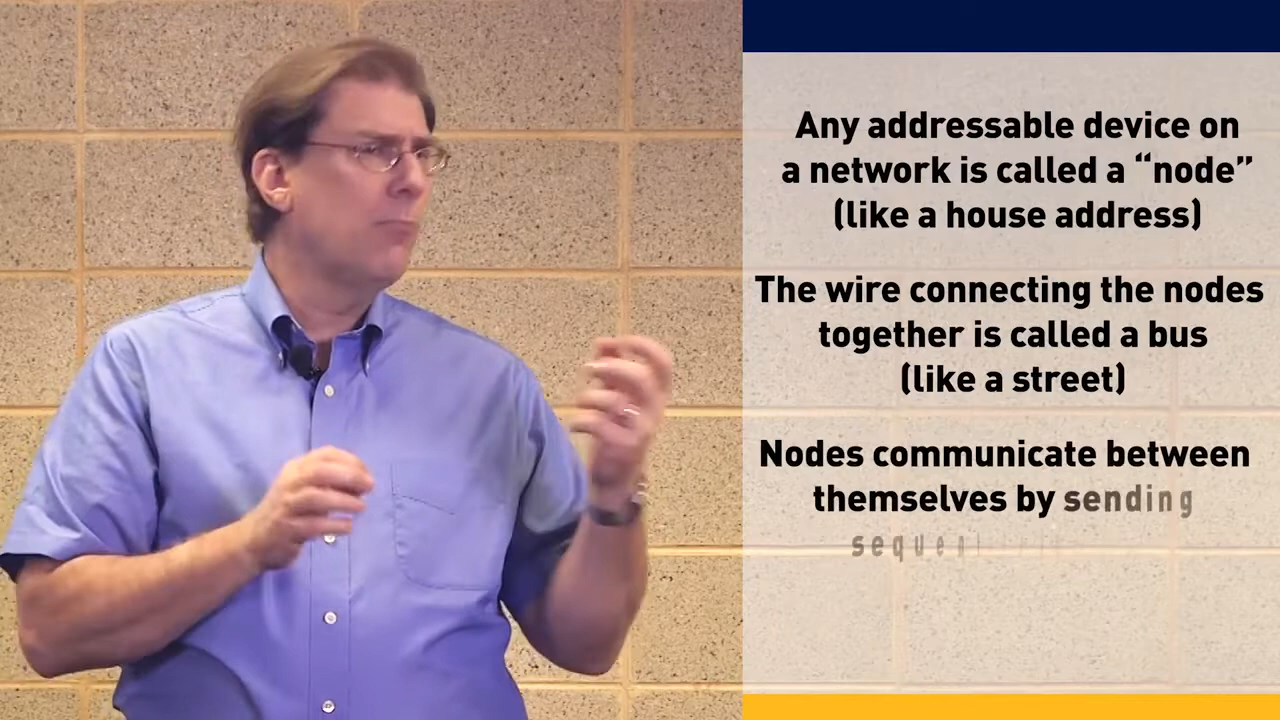 Any addressable device on
a network is called a “node”
(like a house address)
The wire connecting the nodes
together is called a bus
(like a street)
Nodes communicate between
themselves by sending